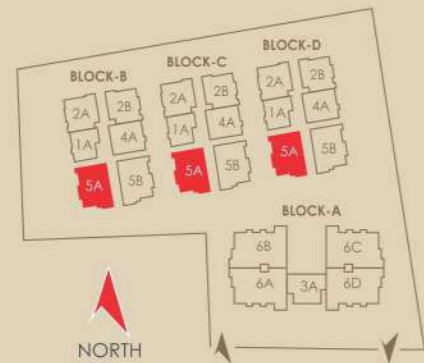 BLOCK-D
2A 2B
1A 4A
5A 5B
BLOCK-C
2A 2B
1A 4A
5A 5B
BLOCK-B
2A 2B
1A 4A
5A 5B
BLOCK-A
6B 6C
6A 3A 6D
NORTH